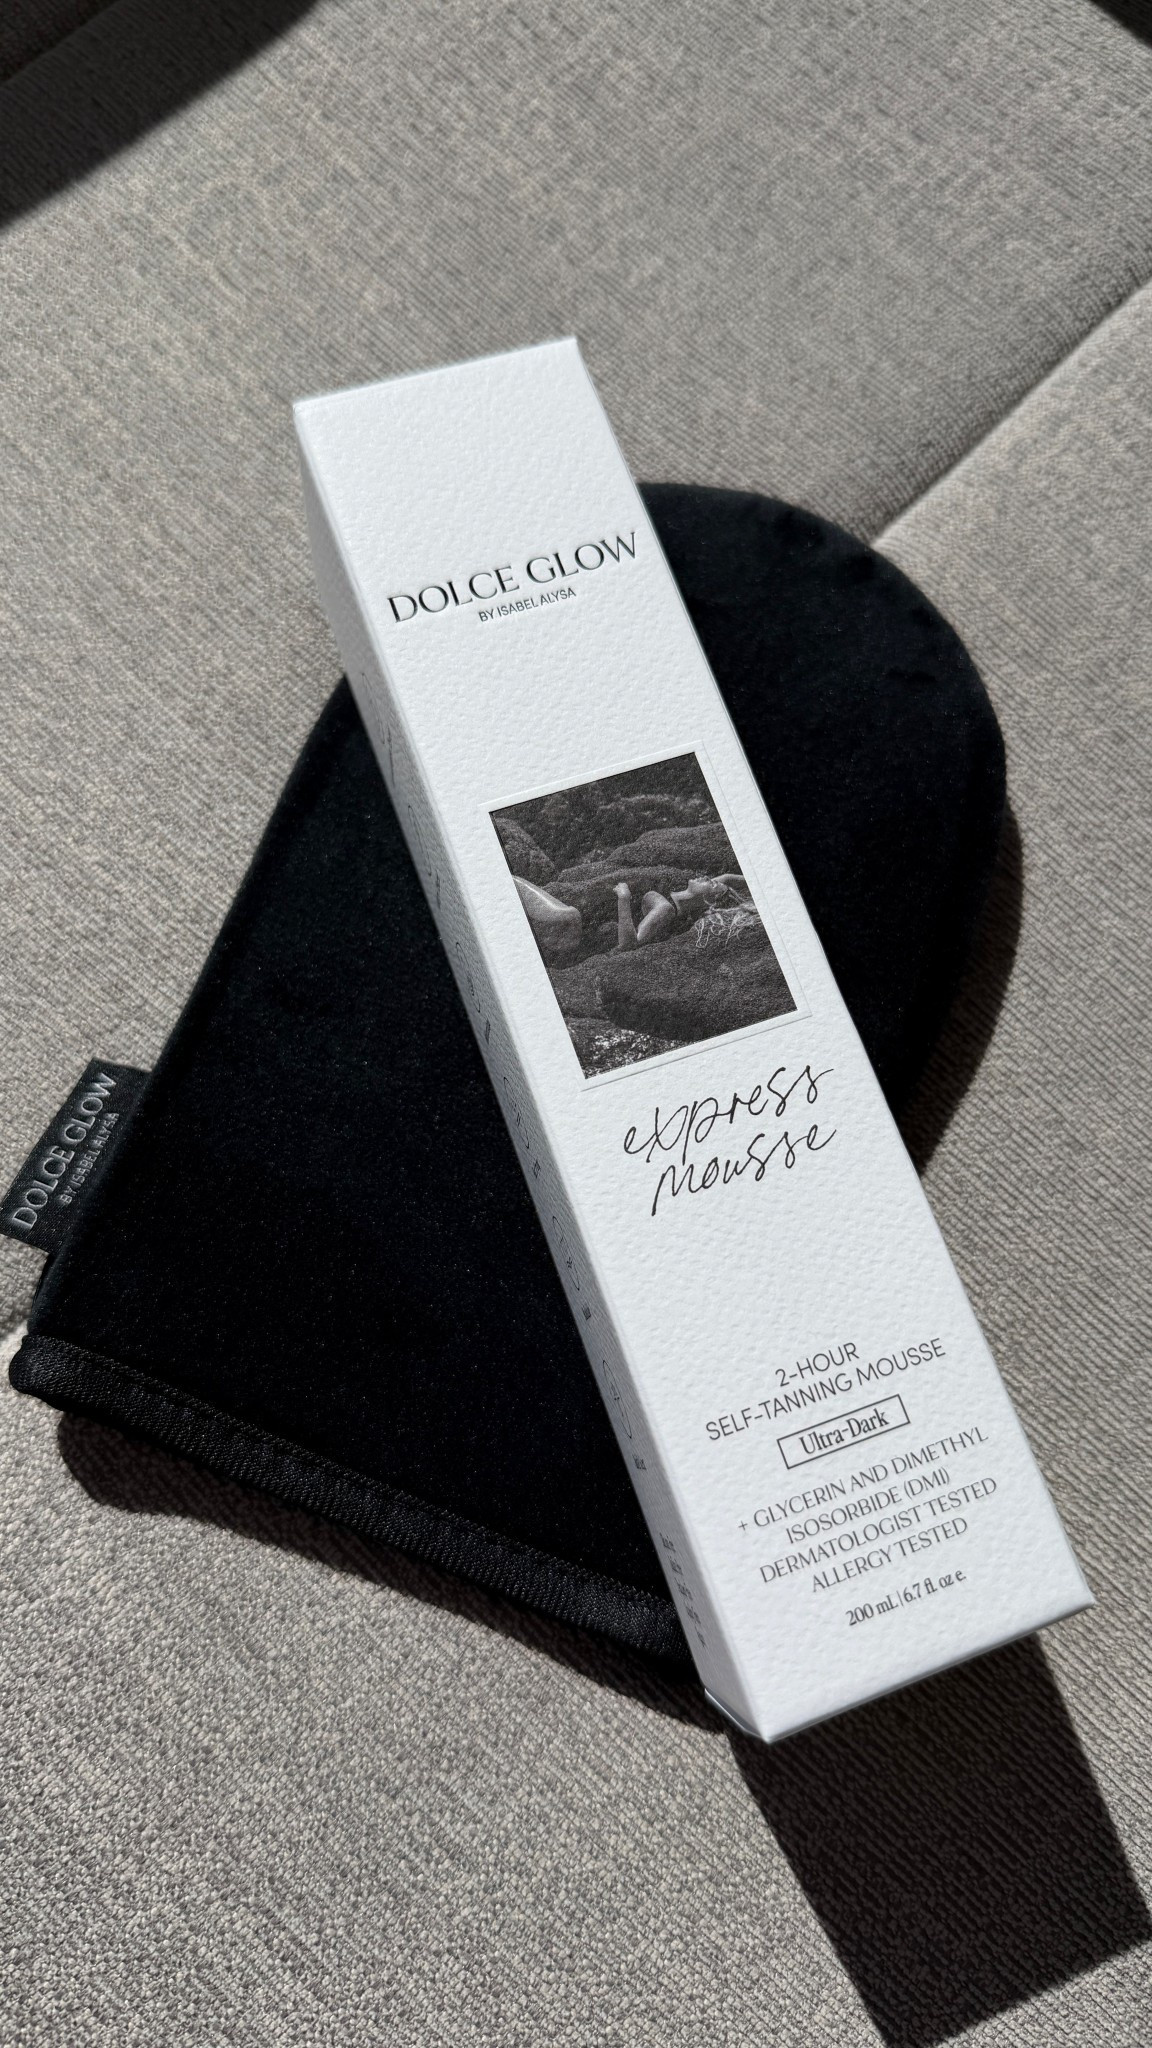 DOLCE GLOW
BY ISABEL ALYSA
express
mousse
2-HOUR
SELF-TANNING MOUSSE
Ultra-Dark
+ GLYCERIN AND DIMETHYL
ISOSORBIDE (DMI)
DERMATOLOGIST TESTED
ALLERGY TESTED
200 mL | 6.7 fl. oz e.
DOLCE GLOW
BY ISABEL ALYSA